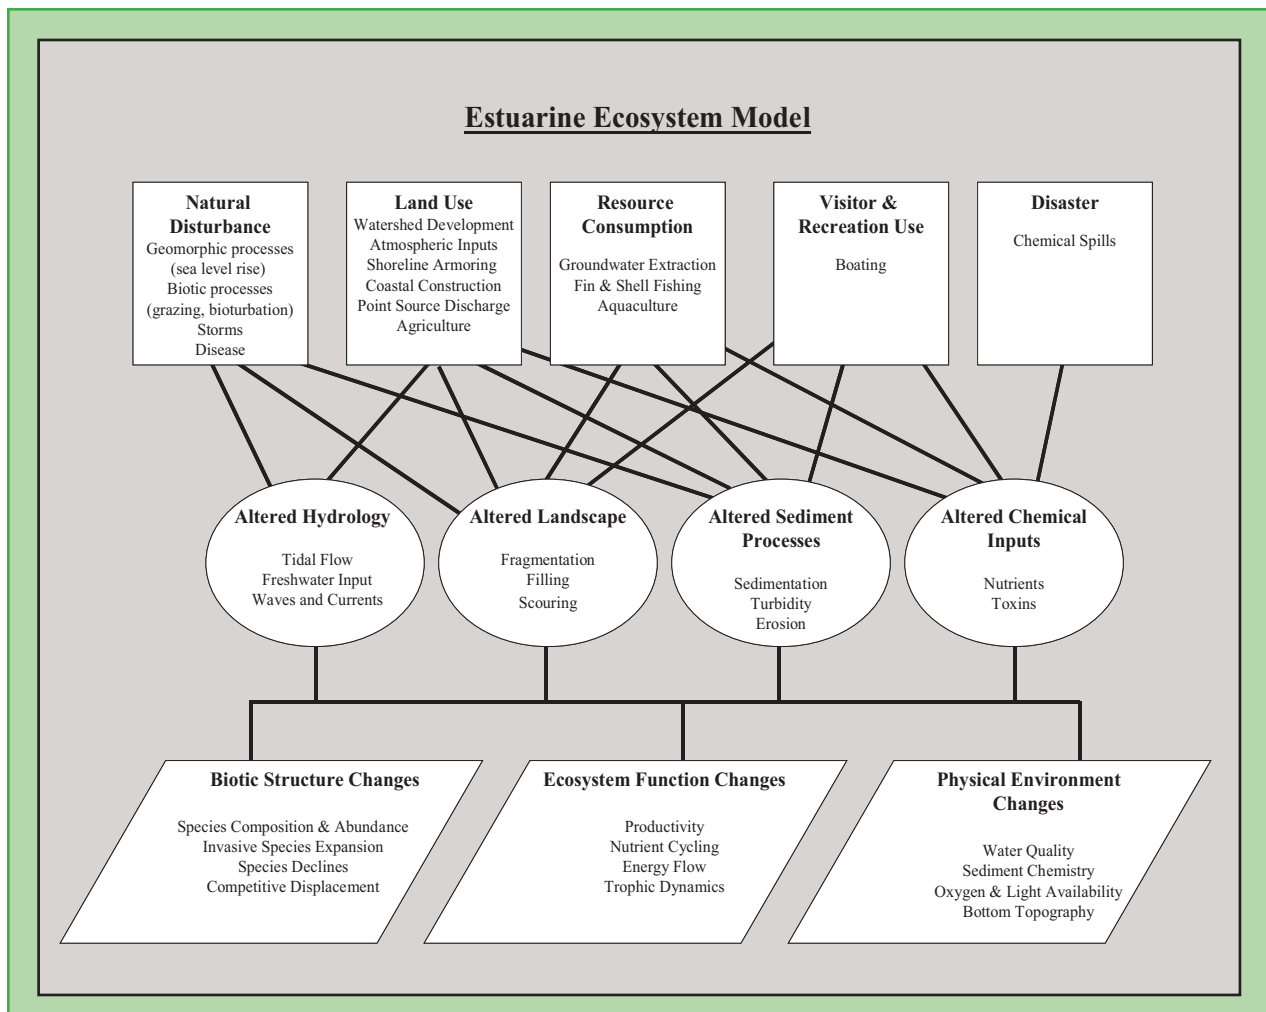 Estuarine Ecosystem Model
Natural
Disturbance
Geomorphic processes
(sea level rise)
Biotic processes
(grazing, bioturbation)
Storms
Disease
Land Use
Watershed Development
Atmospheric Inputs
Shoreline Armoring
Coastal Construction
Point Source Discharge
Agriculture
Resource
Consumption
Groundwater Extraction
Fin & Shell Fishing
Aquaculture
Visitor &
Recreation Use
Boating
Disaster
Chemical Spills
Altered Hydrology
Tidal Flow
Freshwater Input
Waves and Currents
Altered Landscape
Fragmentation
Filling
Scouring
Altered Sediment
Processes
Sedimentation
Turbidity
Erosion
Altered Chemical
Inputs
Nutrients
Toxins
Biotic Structure Changes
Species Composition & Abundance
Invasive Species Expansion
Species Declines
Competitive Displacement
Ecosystem Function Changes
Productivity
Nutrient Cycling
Energy Flow
Trophic Dynamics
Physical Environment
Changes
Water Quality
Sediment Chemistry
Oxygen & Light Availability
Bottom Topography